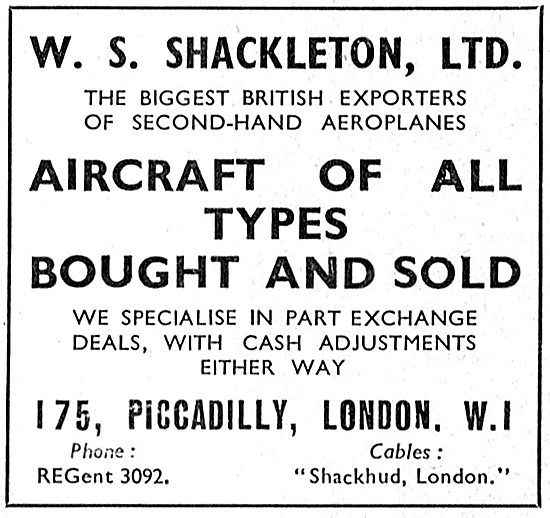 W. S. SHACKLETON, LTD.
THE BIGGEST BRITISH EXPORTERS
OF SECOND-HAND AEROPLANES
AIRCRAFT OF ALL
TYPES
BOUGHT AND SOLD
WE SPECIALISE IN PART EXCHANGE
DEALS, WITH CASH ADJUSTMENTS
EITHER WAY
175, PICCADILLY, LONDON. W.1
Phone : Cables :
REGent 3092. "Shackhud, London."